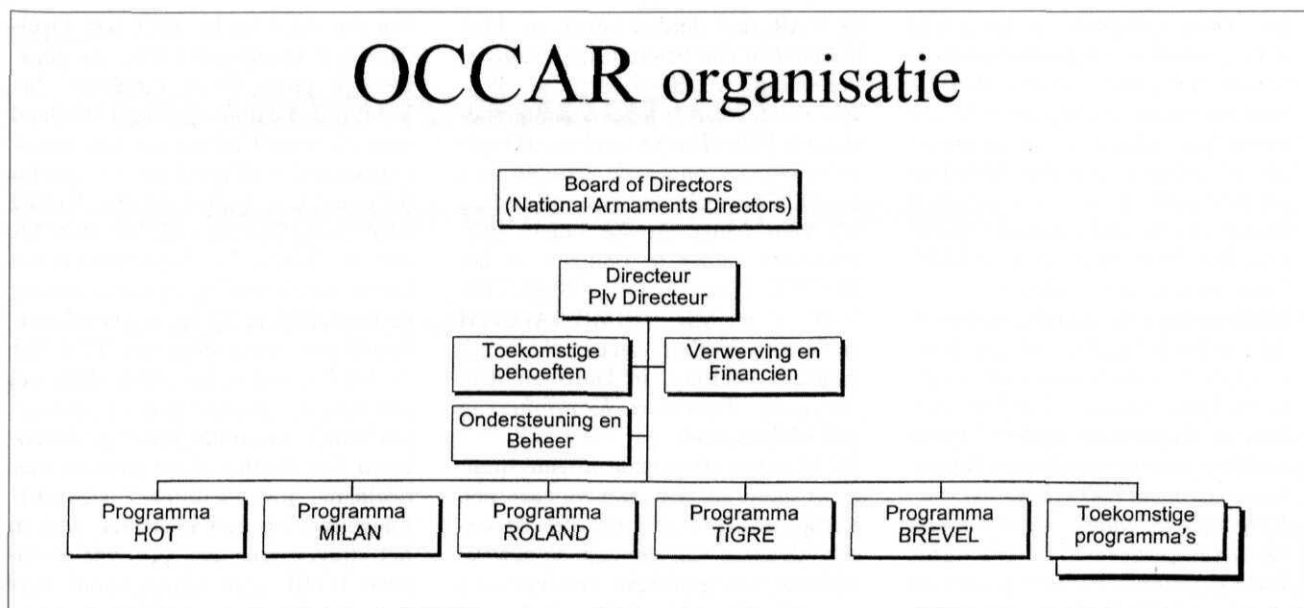 OCCAR organisatie
Board of Directors
(National Armaments Directors)
Directeur
Plv Directeur
Toekomstige
behoeften
Verwerving en
Financien
Ondersteuning en
Beheer
Programma
HOT
Programma
MILAN
Programma
ROLAND
Programma
TIGRE
Programma
BREVEL
Toekomstige
programma's